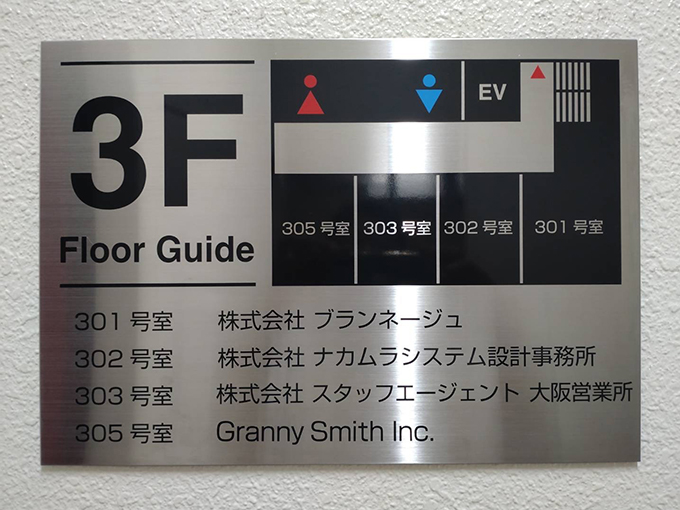 3F
Floor Guide
EV
305 号室 303 号室 302 号室 301 号室
301 号室 株式会社 ブランネージュ
302 号室 株式会社 ナカムラシステム設計事務所
303 号室 株式会社 スタッフエージェント 大阪営業所
305 号室 Granny Smith Inc.